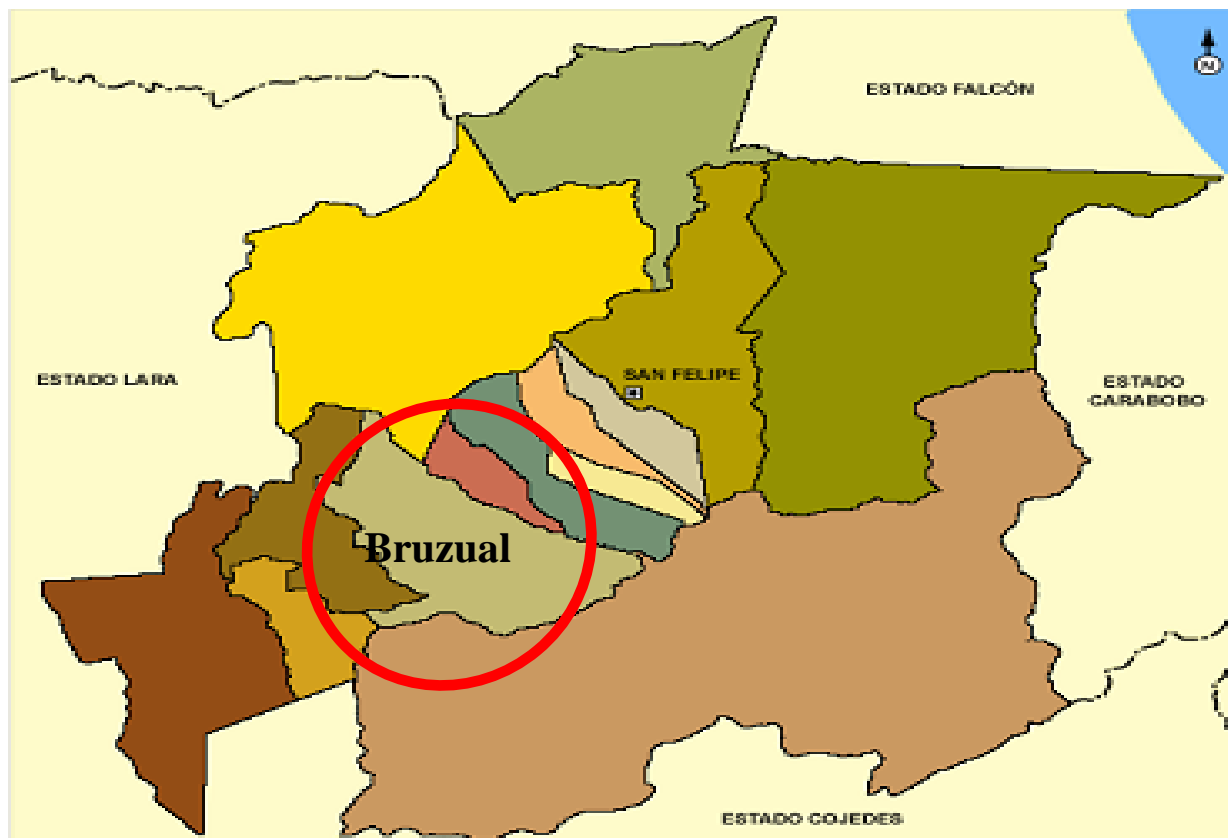 N
ESTADO FALCÓN
ESTADO LARA
SAN FELIPE
ESTADO
CARABOBO
Bruzual
ESTADO COJEDES